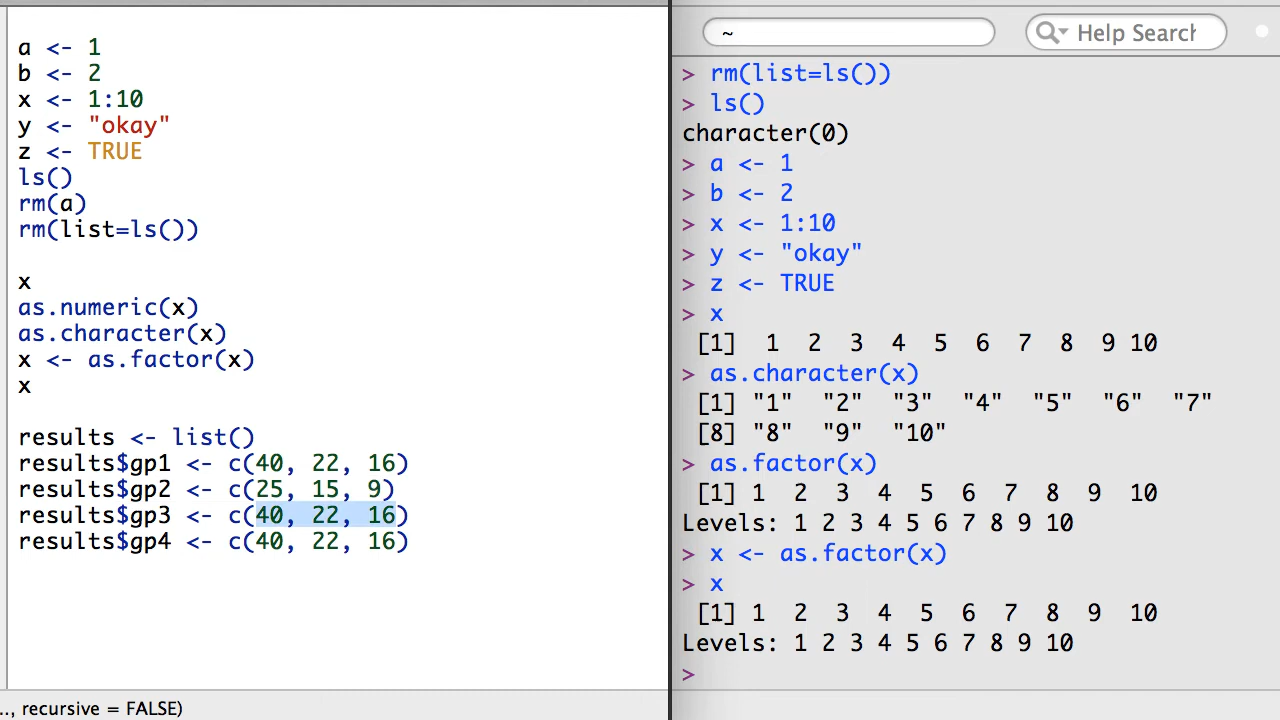 a <- 1
b <- 2
x <- 1:10
y <- "okay"
z <- TRUE
ls()
rm(a)
rm(list=ls())
x
as.numeric(x)
as.character(x)
x <- as.factor(x)
x
results <- list()
results$gp1 <- c(40, 22, 16)
results$gp2 <- c(25, 15, 9)
results$gp3 <- c(40, 22, 16)
results$gp4 <- c(40, 22, 16)
.., recursive = FALSE)
~
Help Search
> rm(list=ls())
> ls()
character(0)
> a <- 1
> b <- 2
> x <- 1:10
> y <- "okay"
> z <- TRUE
> x
[1] 1 2 3 4 5 6 7 8 9 10
> as.character(x)
[1] "1" "2" "3" "4" "5" "6" "7"
[8] "8" "9" "10"
> as.factor(x)
[1] 1 2 3 4 5 6 7 8 9 10
Levels: 1 2 3 4 5 6 7 8 9 10
> x <- as.factor(x)
> x
[1] 1 2 3 4 5 6 7 8 9 10
Levels: 1 2 3 4 5 6 7 8 9 10
>